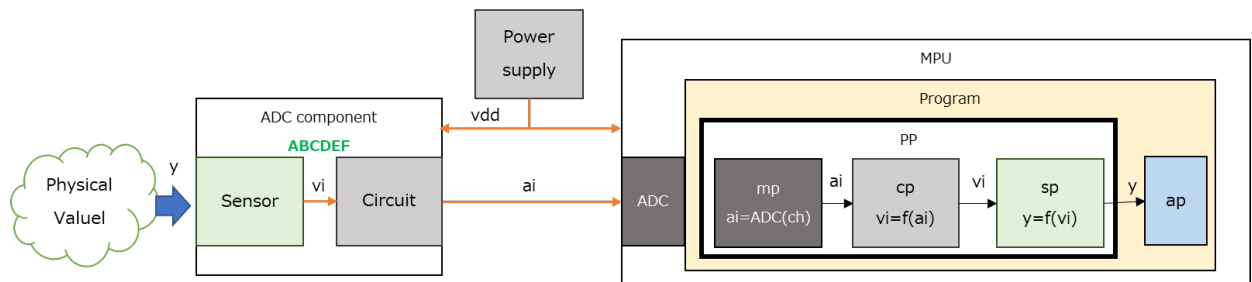 Power
supply
MPU
Program
ADC component
vdd
ABCDEF
PP
Physical
Valuel
y
Sensor
vi
Circuit
ai
ADC
mp
ai=ADC(ch)
ai
cp
vi=f(ai)
vi
sp
y=f(vi)
y
ap